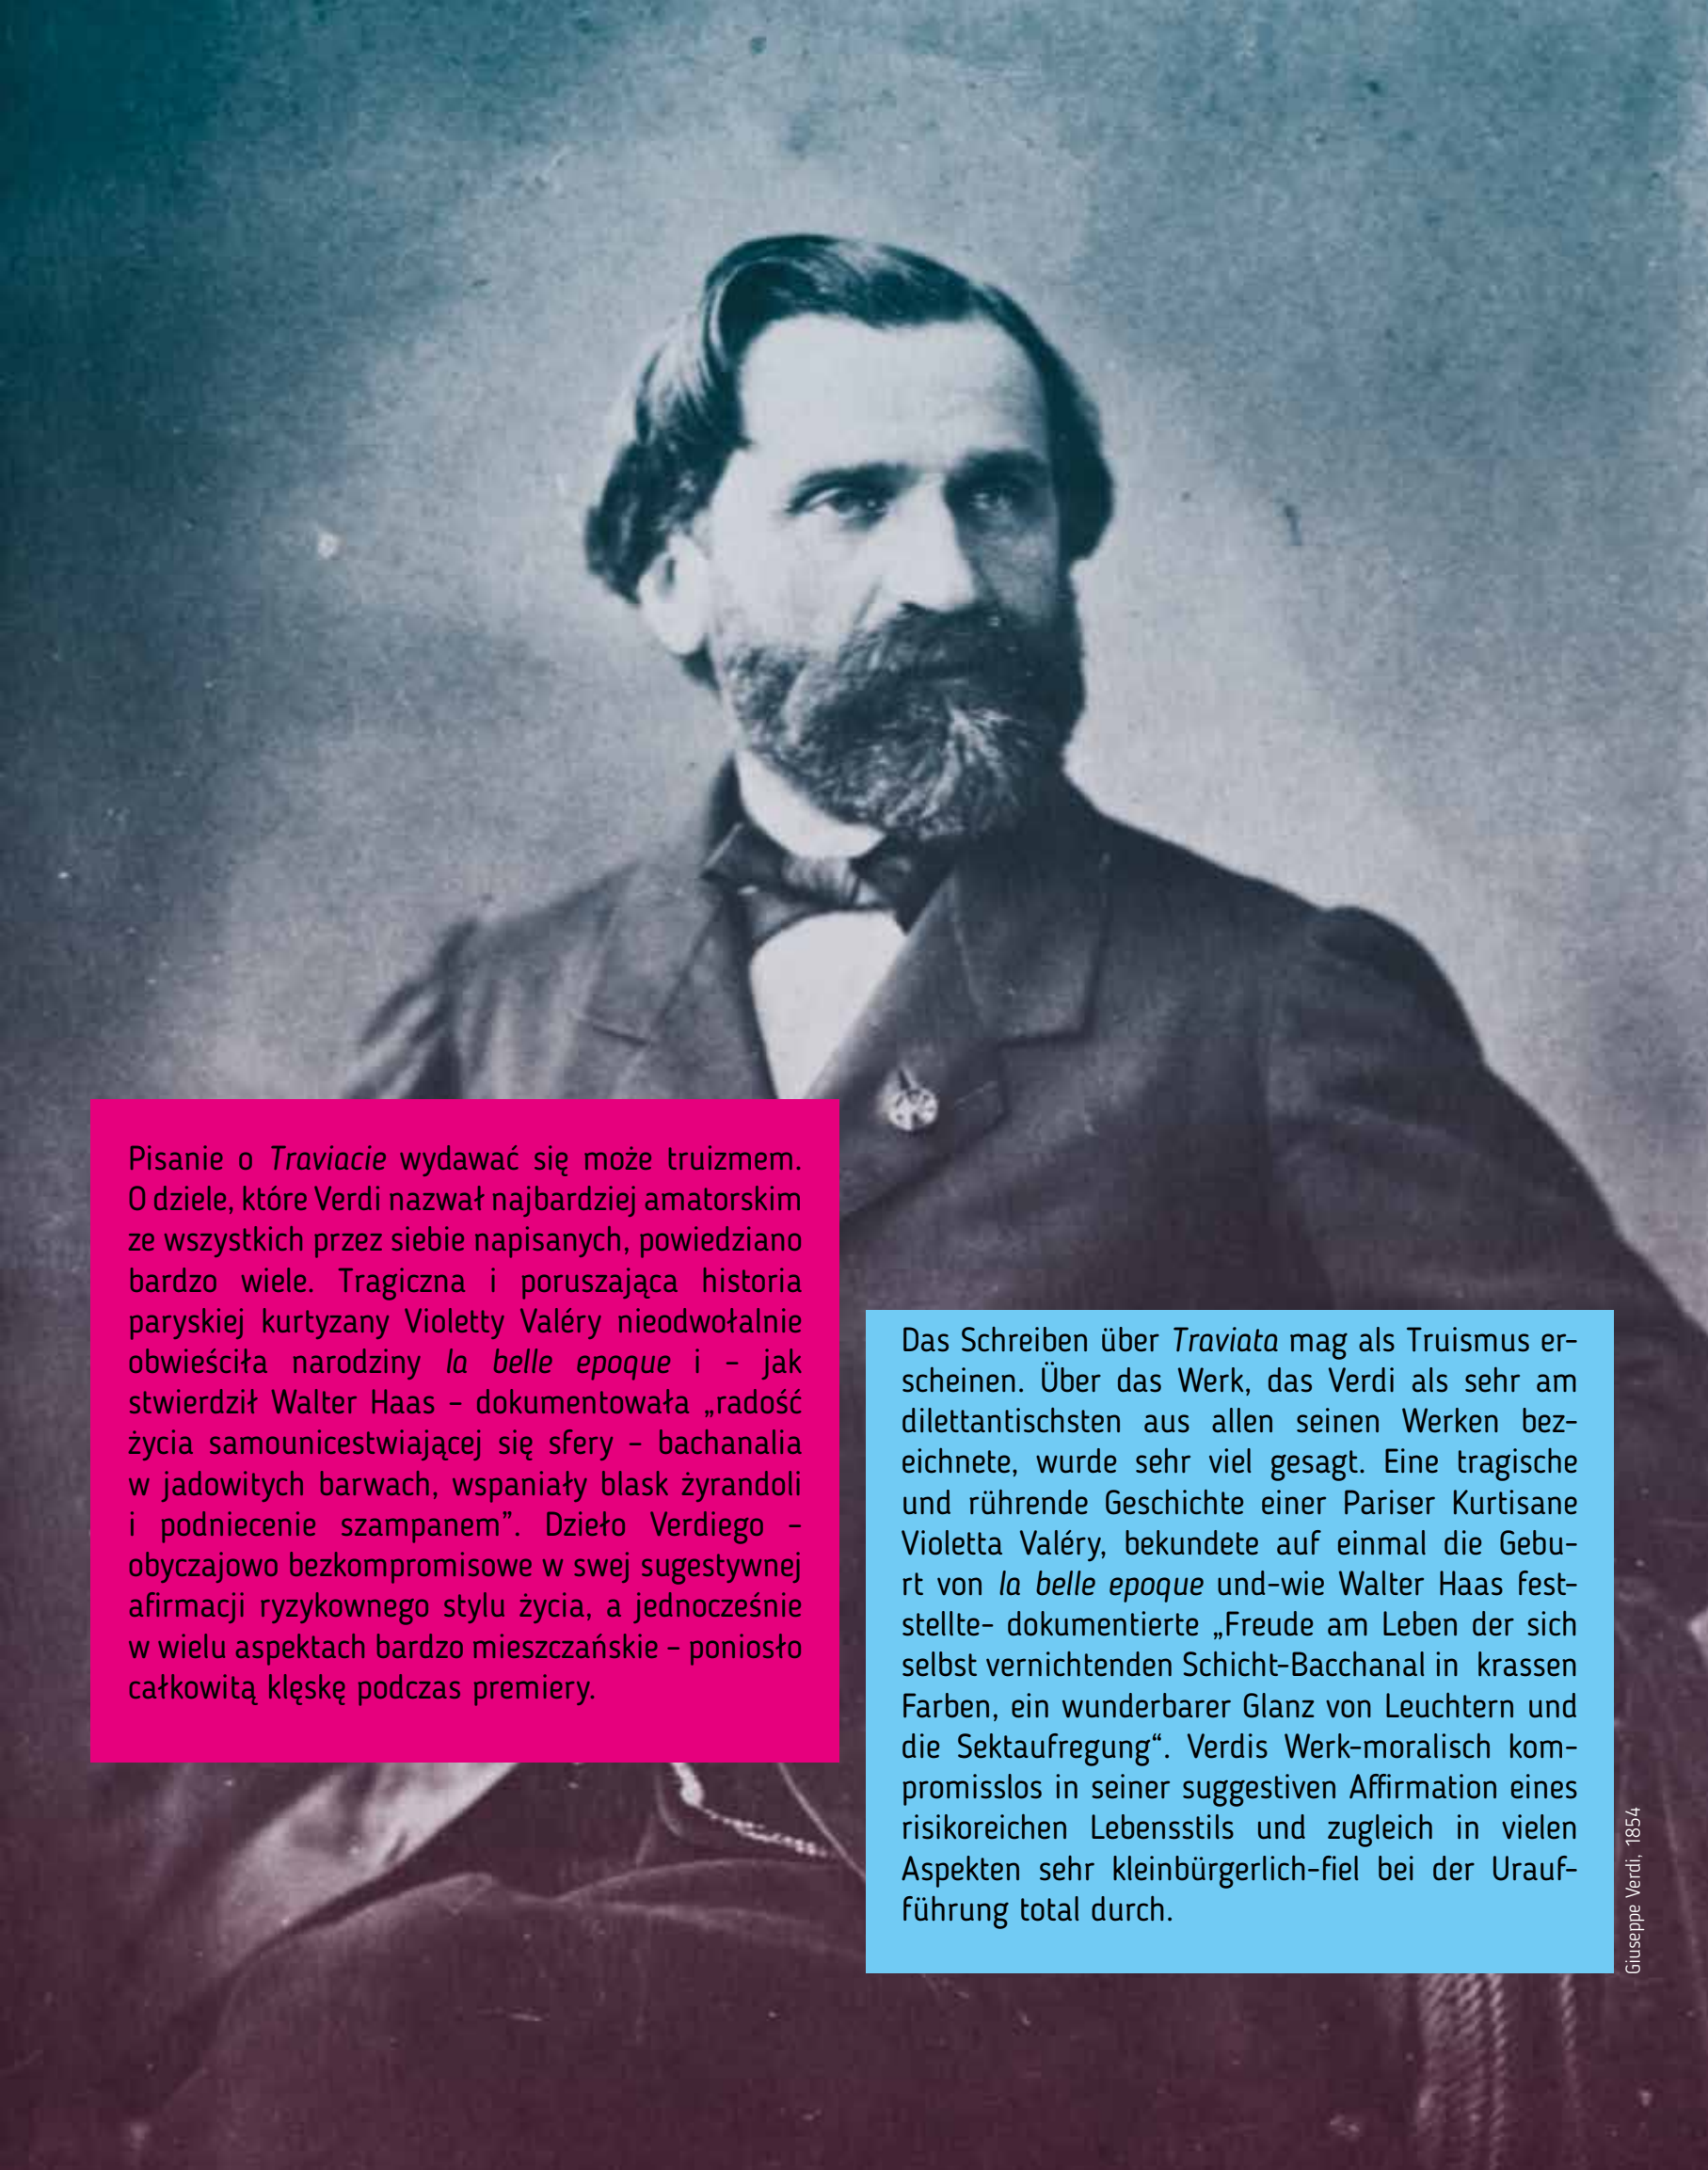 Pisanie o Traviacie wydawać się może truizmem.
O dziele, które Verdi nazwał najbardziej amatorskim
ze wszystkich przez siebie napisanych, powiedziano
bardzo wiele. Tragiczna i poruszająca historia
paryskiej kurtyzany Violetty Valéry nieodwołalnie
obwieściła narodziny la belle epoque i – jak
stwierdził Walter Haas – dokumentowała „radość
życia samounicestwiającej się sfery – bachanalia
w jadowitych barwach, wspaniały blask żyrandoli
i podniecenie szampanem”. Dzieło Verdiego –
obyczajowo bezkompromisowe w swej sugestywnej
afirmacji ryzykownego stylu życia, a jednocześnie
w wielu aspektach bardzo mieszczańskie – poniosło
całkowitą klęskę podczas premiery.
Das Schreiben über Traviata mag als Truismus er-
scheinen. Über das Werk, das Verdi als sehr am
dilettantischsten aus allen seinen Werken bez-
eichnete, wurde sehr viel gesagt. Eine tragische
und rührende Geschichte einer Pariser Kurtisane
Violetta Valéry, bekundete auf einmal die Gebu-
rt von la belle epoque und-wie Walter Haas fest-
stellte- dokumentierte „Freude am Leben der sich
selbst vernichtenden Schicht-Bacchanal in krassen
Farben, ein wunderbarer Glanz von Leuchtern und
die Sektaufregung“. Verdis Werk-moralisch kom-
promisslos in seiner suggestiven Affirmation eines
risikoreichen Lebensstils und zugleich in vielen
Aspekten sehr kleinbürgerlich-fiel bei der Urauf-
führung total durch.
Giuseppe Verdi, 1854